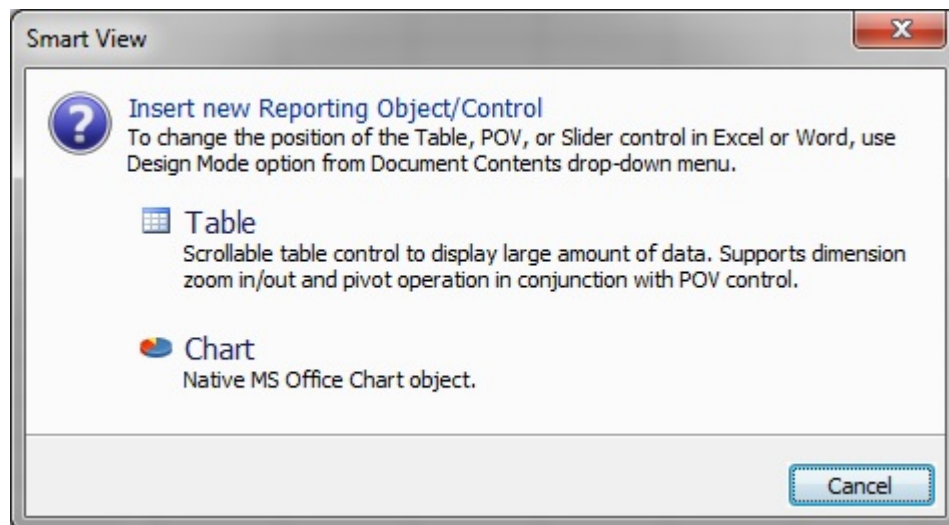 Smart View
Insert new Reporting Object/Control
To change the position of the Table, POV, or Slider control in Excel or Word, use
Design Mode option from Document Contents drop-down menu.
Table
Scrollable table control to display large amount of data. Supports dimension
zoom in/out and pivot operation in conjunction with POV control.
Chart
Native MS Office Chart object.
Cancel